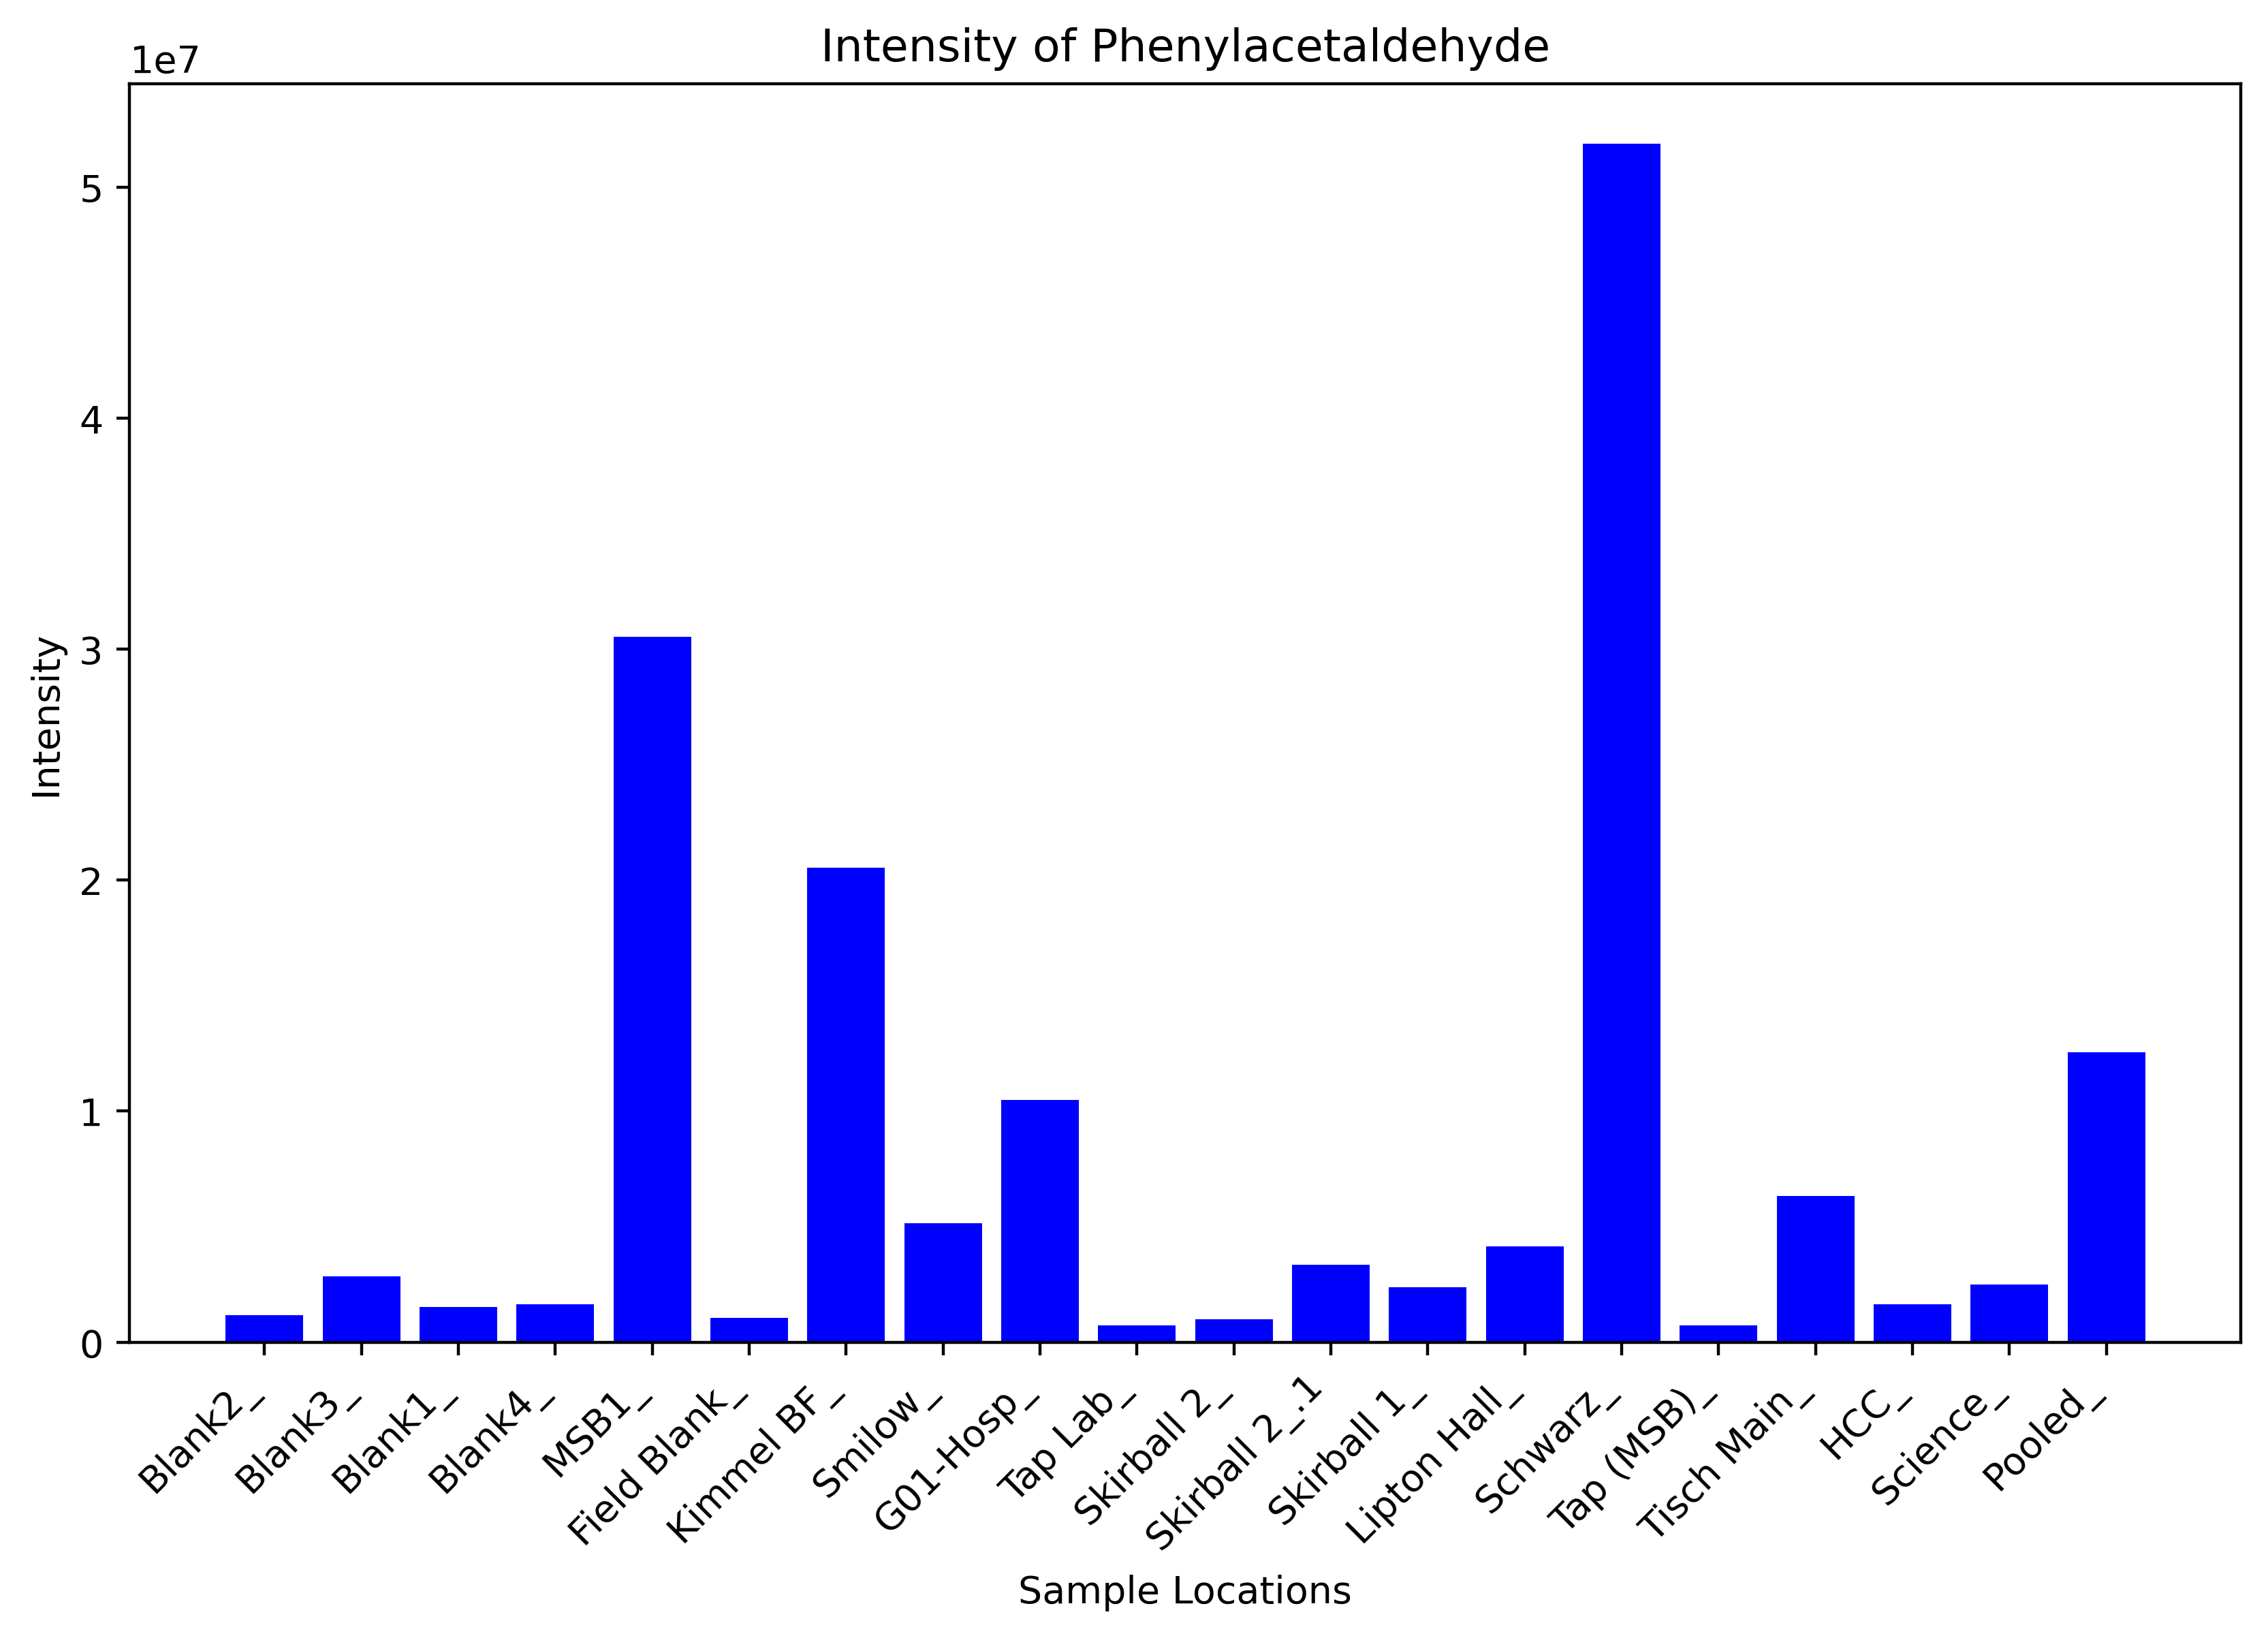 Intensity of Phenylacetaldehyde
1e7
5
4
3
2
1
0
Intensity
Blank2_
Blank3_
Blank1_
Blank4_
MSB1_
Field Blank_
Kimmel BF_
Smilow_
G01-Hosp_
Tap Lab_
Skirball 2_
Skirball 2_.1
Skirball 1_
Lipton Hall_
Schwarz_
Tap (MSB)_
Tisch Main_
HCC_
Science_
Pooled_
Sample Locations